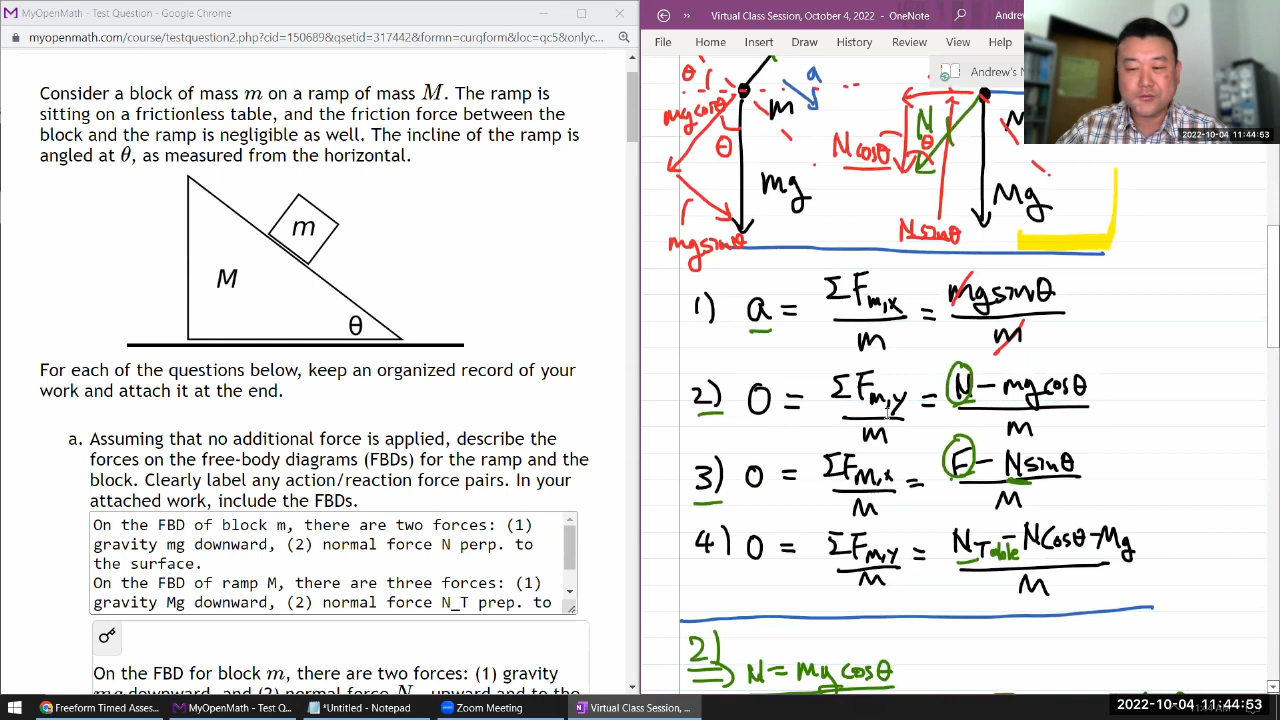 MyOpenMath - Test Question - Google Chrome
myopenmath.com/course/testquestion2.php?cid=150689&qsetid=317442&formn=curqform&loc=qc5&onlyc...
Consider a block of mass m on a ramp of mass M. The ramp is
sitting on a frictionless table, and the friction force between the
block and the ramp is negligible as well. The incline of the ramp is
angled at θ, as measured from the horizontal.
m
M
θ
For each of the questions below, keep an organized record of your
work and attach it at the end.
a. Assuming that no additional force is applied, describe the
forces on the free-body diagrams (FBDs) for the ramp and the
block. Clearly label any action/reaction force pairs. In your
attached work, include the FBDs.
On the FBD of block m, there are two forces: (1)
gravity mg downward, (2) normal force N perp. to
the surface.
On the FBD of ramp M, there are three forces: (1)
gravity Mg downward, (2) normal force N_T prep. to
On the FBD for block m, there are two forces: (1) gravity
Virtual Class Session, October 4, 2022 - OneNote
Andrew
File Home Insert Draw History Review View Help
Andrew's N
θ
a
mgcosθ
m
θ
mg
mgsinθ
N
θ
Ncosθ
Mg
Nsinθ
1) a = ΣF_{m,x}/m = mgsinθ/m
2) 0 = ΣF_{m,y}/m = (N - mgcosθ)/m
3) 0 = ΣF_{M,x}/M = (F - Nsinθ)/M
4) 0 = ΣF_{M,y}/M = (N_{Table} - Ncosθ - Mg)/M
2)
N = mgcosθ
2022-10-04 11:44:53
Freeform Timed Asses...
MyOpenMath - Test Q...
*Untitled - Notepad
Zoom Meeting
Virtual Class Session, ...
2022-10-04 11:44:53